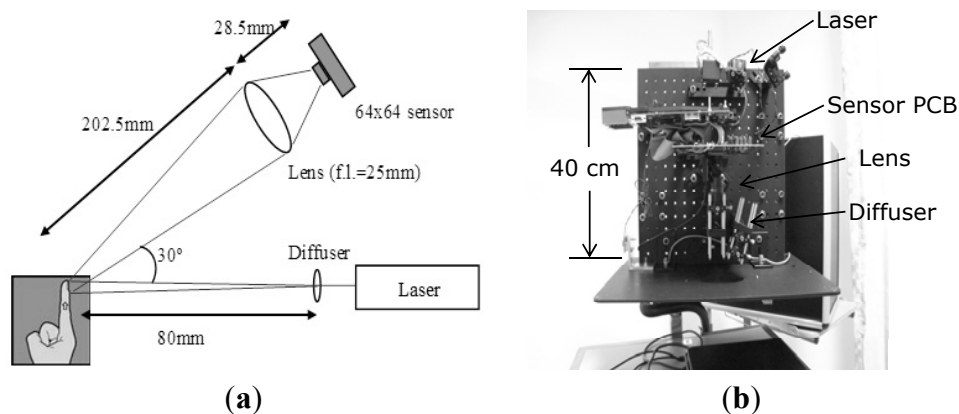 28.5mm
202.5mm
64x64 sensor
Lens (f.l.=25mm)
30°
Diffuser
Laser
80mm
(a)
Laser
Sensor PCB
Lens
40 cm
Diffuser
(b)